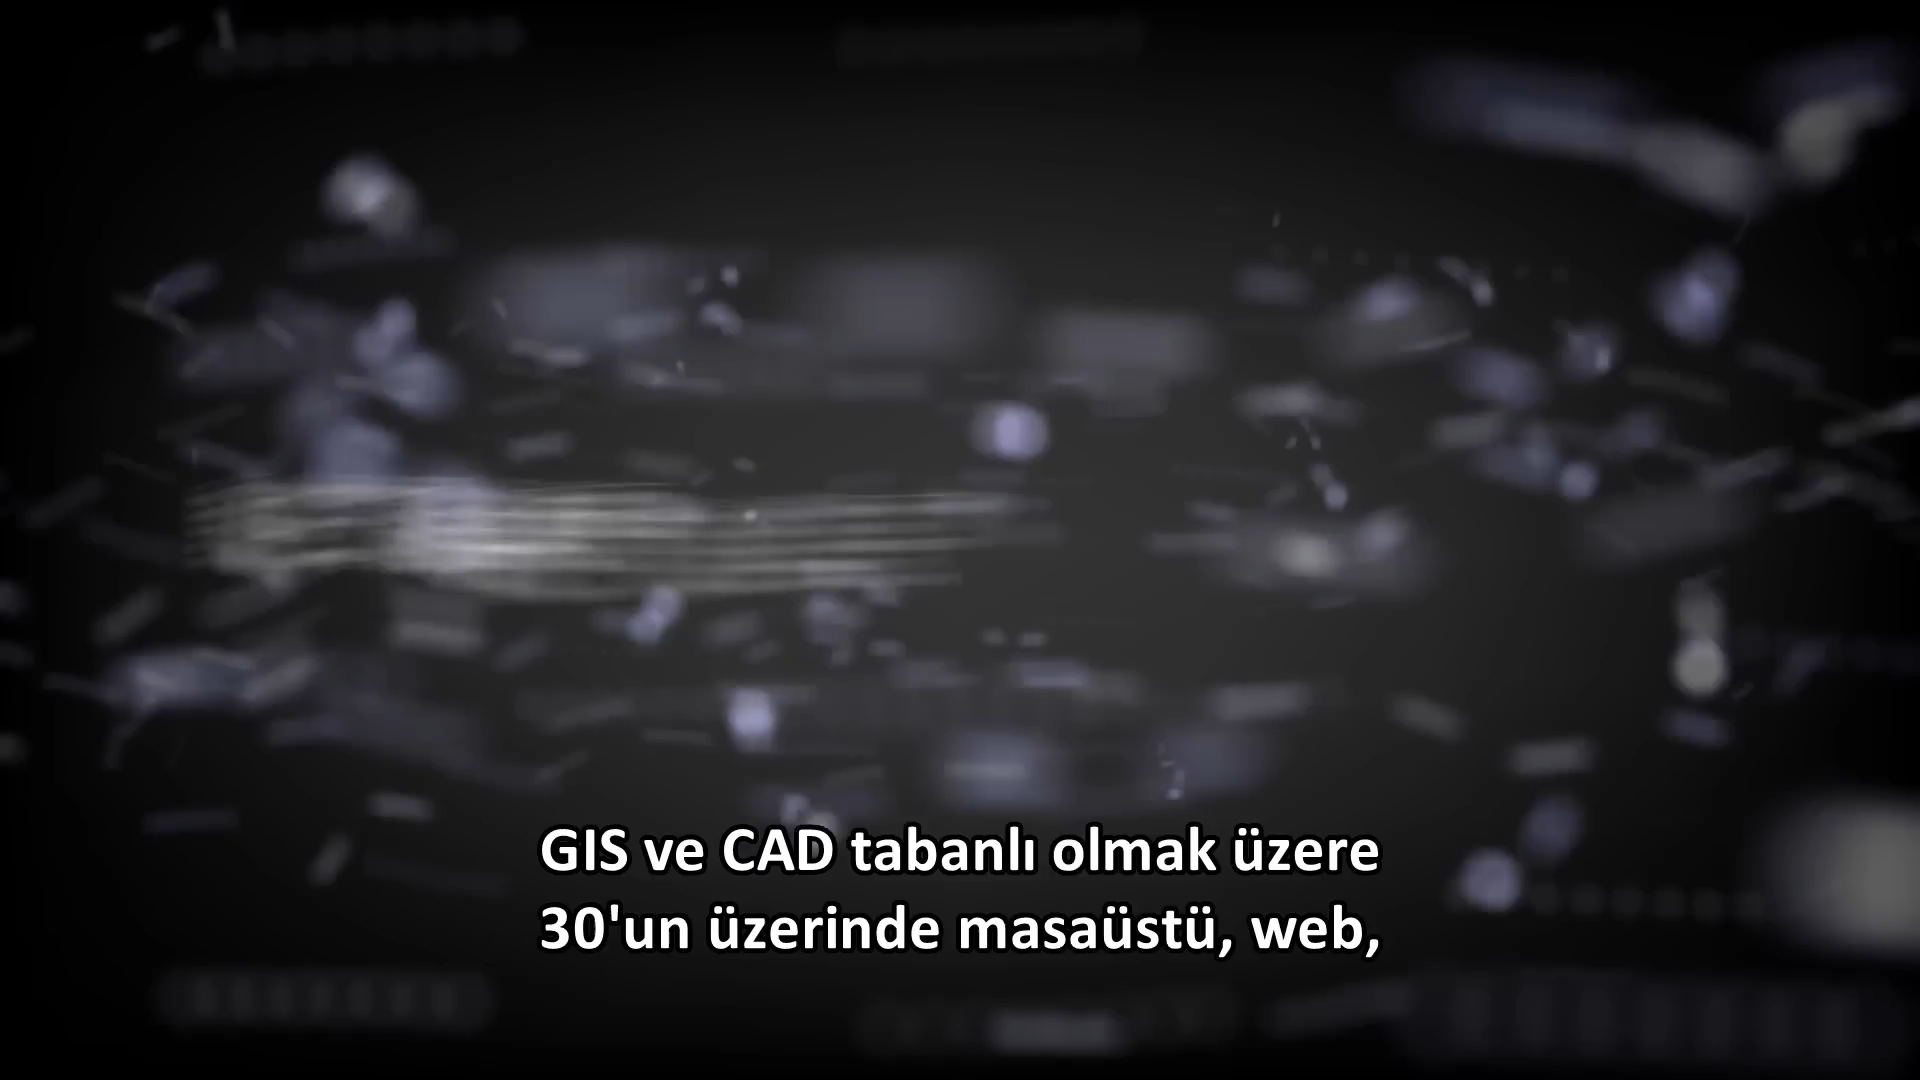 GIS ve CAD tabanlı olmak üzere
30'un üzerinde masaüstü, web,